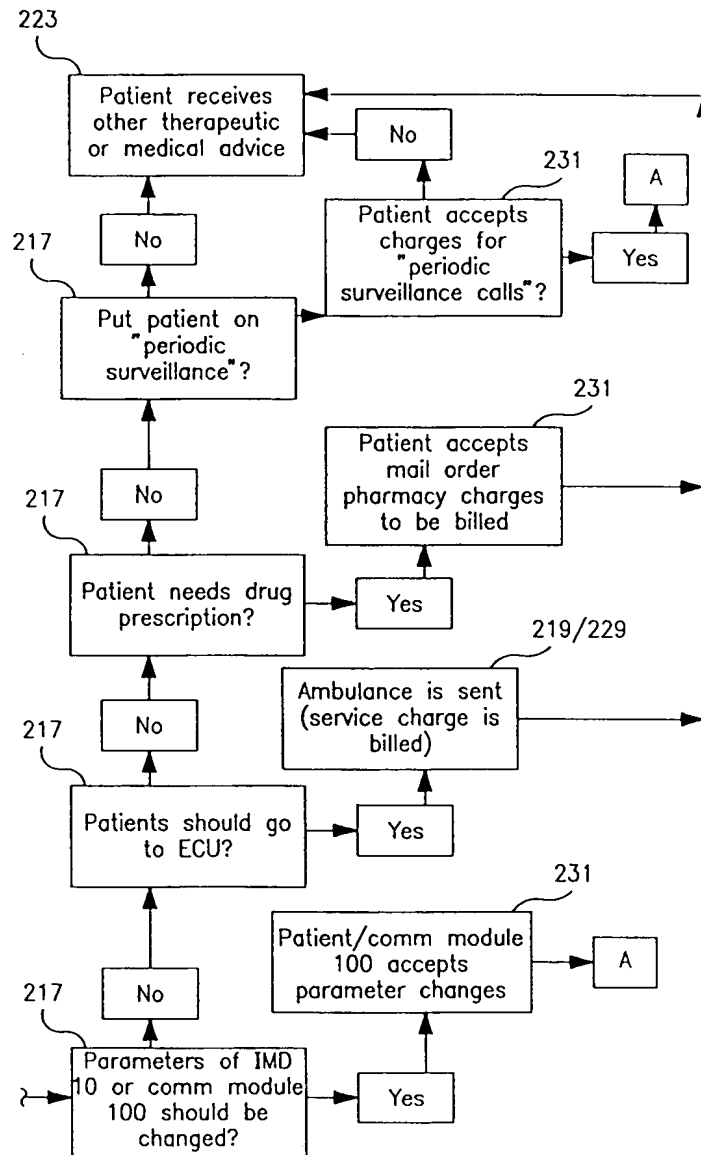 223
Patient receives
other therapeutic
or medical advice
No
231
A
Patient accepts
charges for
"periodic
surveillance calls"?
Yes
No
217
Put patient on
"periodic
surveillance"?
231
Patient accepts
mail order
pharmacy charges
to be billed
No
217
Patient needs drug
prescription?
Yes
219/229
Ambulance is sent
(service charge is
billed)
No
217
Patients should go
to ECU?
Yes
231
Patient/comm module
100 accepts
parameter changes
A
No
217
Parameters of IMD
10 or comm module
100 should be
changed?
Yes